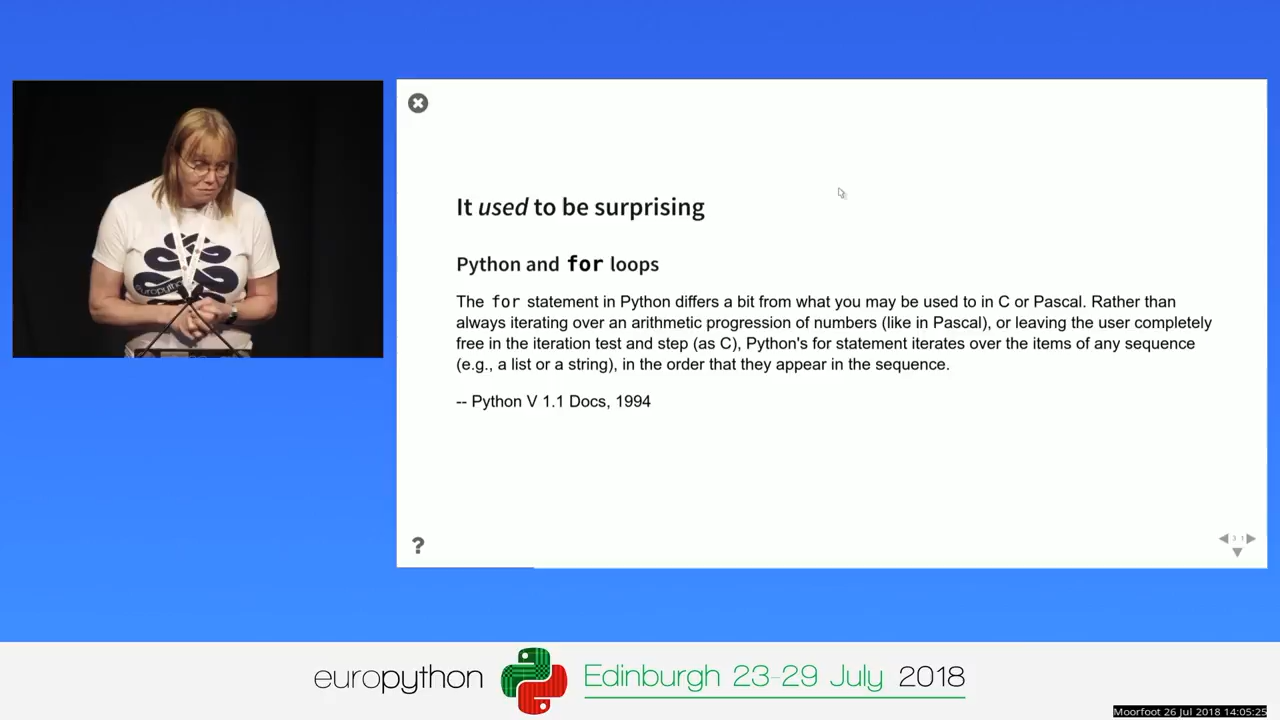 europython
It used to be surprising
Python and for loops
The for statement in Python differs a bit from what you may be used to in C or Pascal. Rather than
always iterating over an arithmetic progression of numbers (like in Pascal), or leaving the user completely
free in the iteration test and step (as C), Python's for statement iterates over the items of any sequence
(e.g., a list or a string), in the order that they appear in the sequence.
-- Python V 1.1 Docs, 1994
?
3 1
europython Edinburgh 23-29 July 2018
Moorfoot 26 Jul 2018 14:05:25